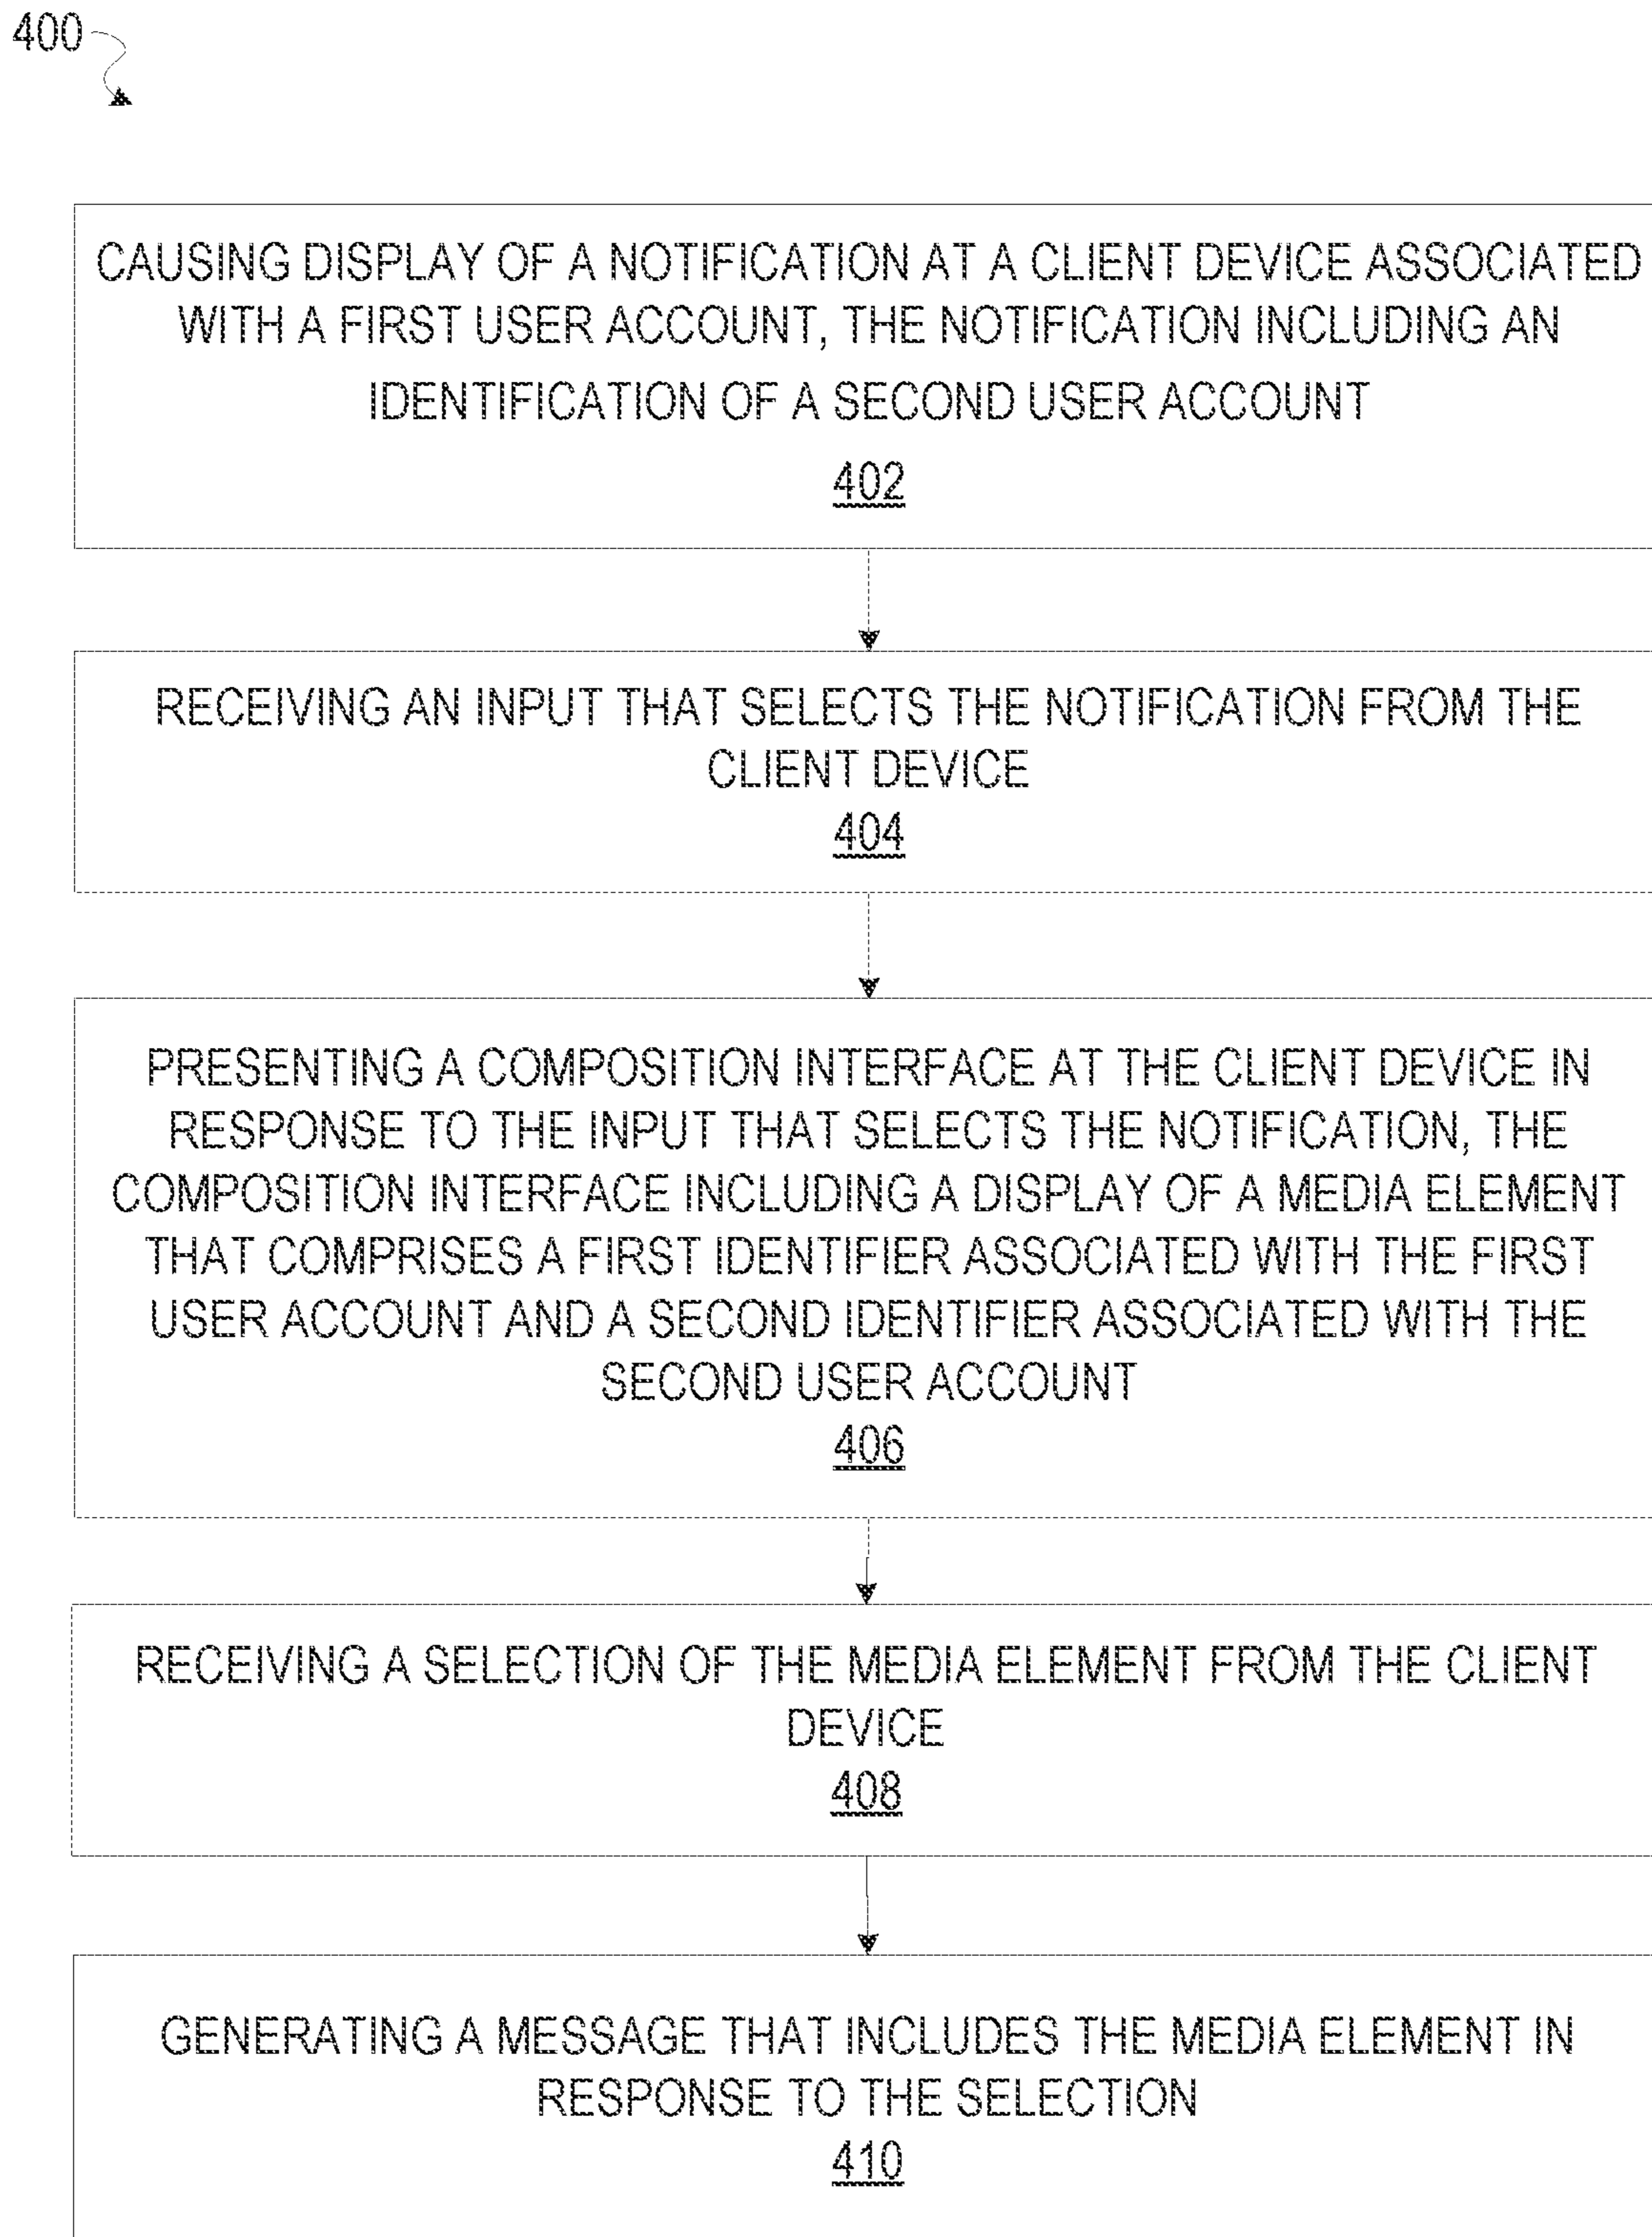 400
CAUSING DISPLAY OF A NOTIFICATION AT A CLIENT DEVICE ASSOCIATED
WITH A FIRST USER ACCOUNT, THE NOTIFICATION INCLUDING AN
IDENTIFICATION OF A SECOND USER ACCOUNT
402
RECEIVING AN INPUT THAT SELECTS THE NOTIFICATION FROM THE
CLIENT DEVICE
404
PRESENTING A COMPOSITION INTERFACE AT THE CLIENT DEVICE IN
RESPONSE TO THE INPUT THAT SELECTS THE NOTIFICATION, THE
COMPOSITION INTERFACE INCLUDING A DISPLAY OF A MEDIA ELEMENT
THAT COMPRISES A FIRST IDENTIFIER ASSOCIATED WITH THE FIRST
USER ACCOUNT AND A SECOND IDENTIFIER ASSOCIATED WITH THE
SECOND USER ACCOUNT
406
RECEIVING A SELECTION OF THE MEDIA ELEMENT FROM THE CLIENT
DEVICE
408
GENERATING A MESSAGE THAT INCLUDES THE MEDIA ELEMENT IN
RESPONSE TO THE SELECTION
410